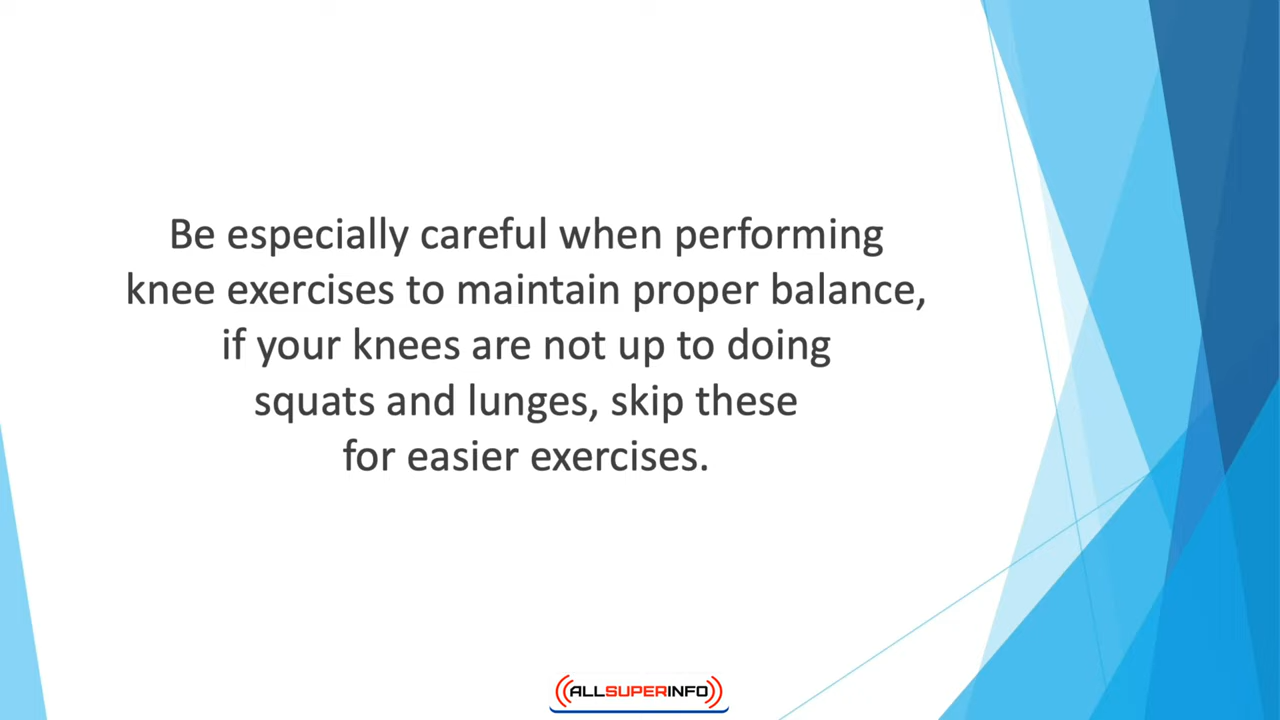 Be especially careful when performing
knee exercises to maintain proper balance,
if your knees are not up to doing
squats and lunges, skip these
for easier exercises.
ALLSUPERINFO